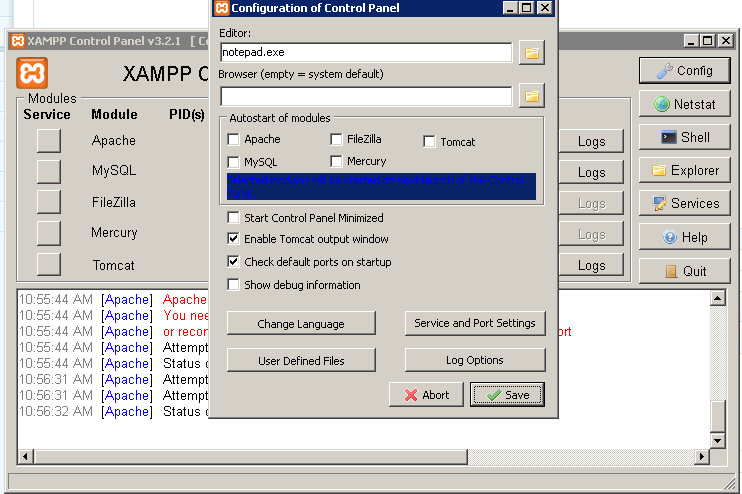 Configuration of Control Panel
XAMPP Control Panel v3.2.1 [ Co
Editor:
notepad.exe
Browser (empty = system default)
XAMPP C
Modules
Service Module PID(s)
Apache
MySQL
FileZilla
Mercury
Tomcat
Autostart of modules
Apache FileZilla Tomcat
MySQL Mercury
Start Control Panel Minimized
Enable Tomcat output window
Check default ports on startup
Show debug information
Change Language Service and Port Settings
User Defined Files Log Options
Abort Save
Logs
Logs
Logs
Logs
Logs
Config
Netstat
Shell
Explorer
Services
Help
Quit
10:55:44 AM [Apache] Apache
10:55:44 AM [Apache] You nee
10:55:44 AM [Apache] or recon ort
10:55:44 AM [Apache] Attempt
10:55:44 AM [Apache] Status c
10:56:31 AM [Apache] Attempt
10:56:31 AM [Apache] Attempt
10:56:32 AM [Apache] Status c